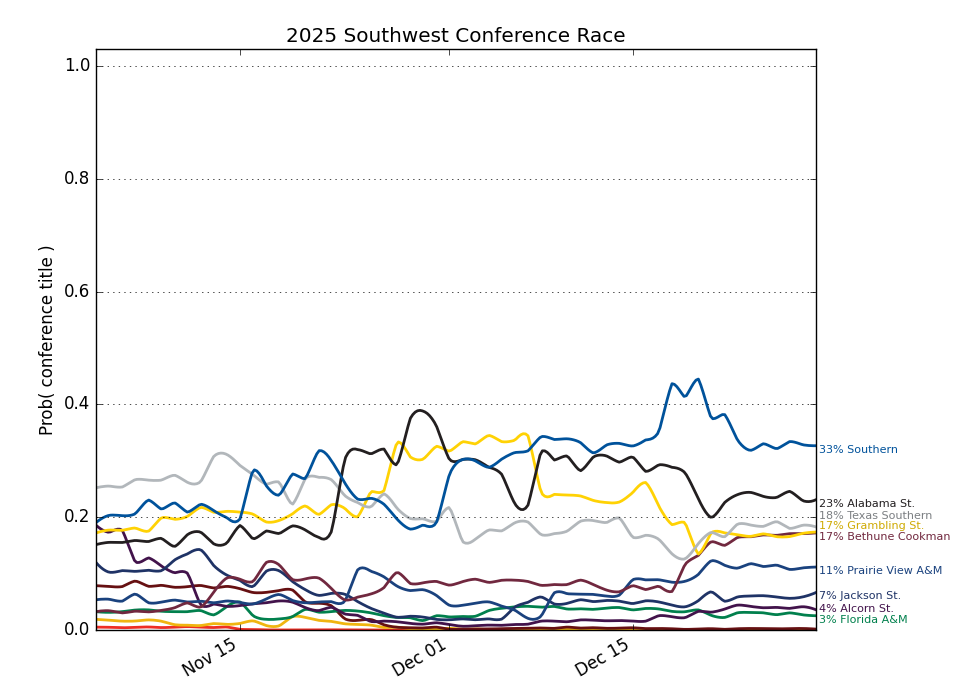 2025 Southwest Conference Race
Prob( conference title )
1.0
0.8
0.6
0.4
0.2
0.0
Nov 15
Dec 01
Dec 15
33% Southern
23% Alabama St.
18% Texas Southern
17% Grambling St.
17% Bethune Cookman
11% Prairie View A&M
7% Jackson St.
4% Alcorn St.
3% Florida A&M